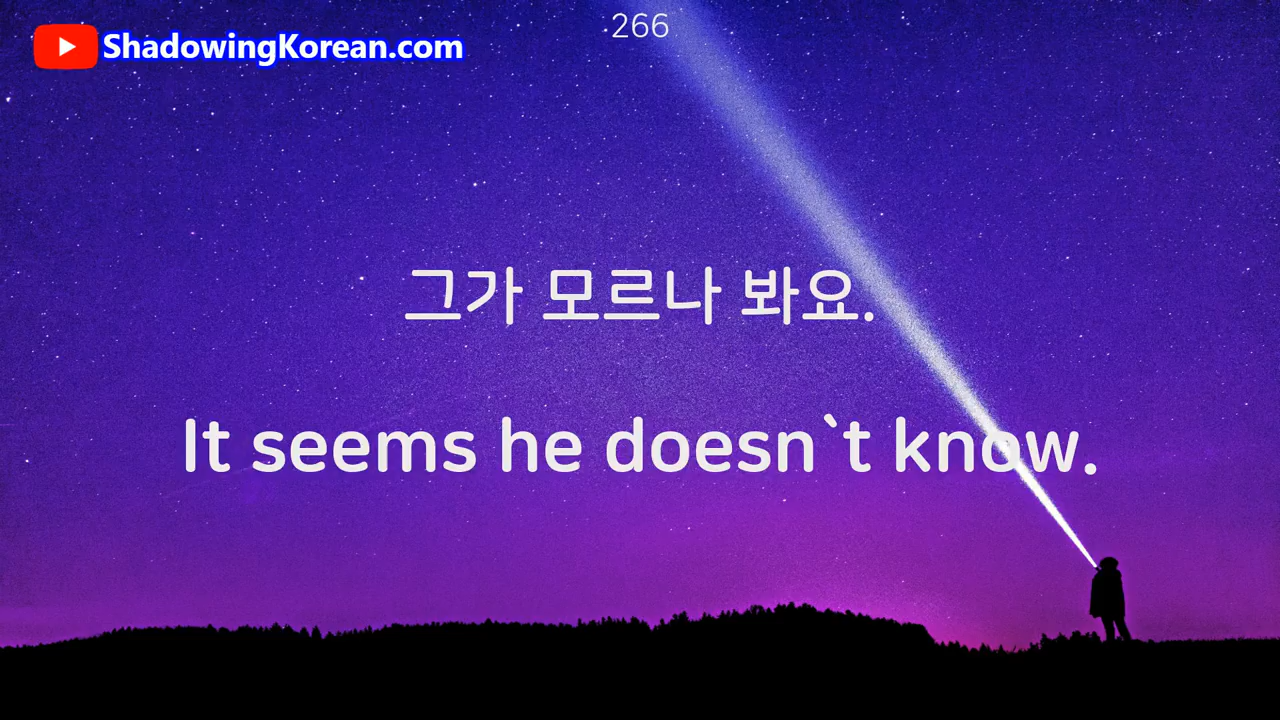 266
ShadowingKorean.com
그가 모르나 봐요.
It seems he doesn`t know.